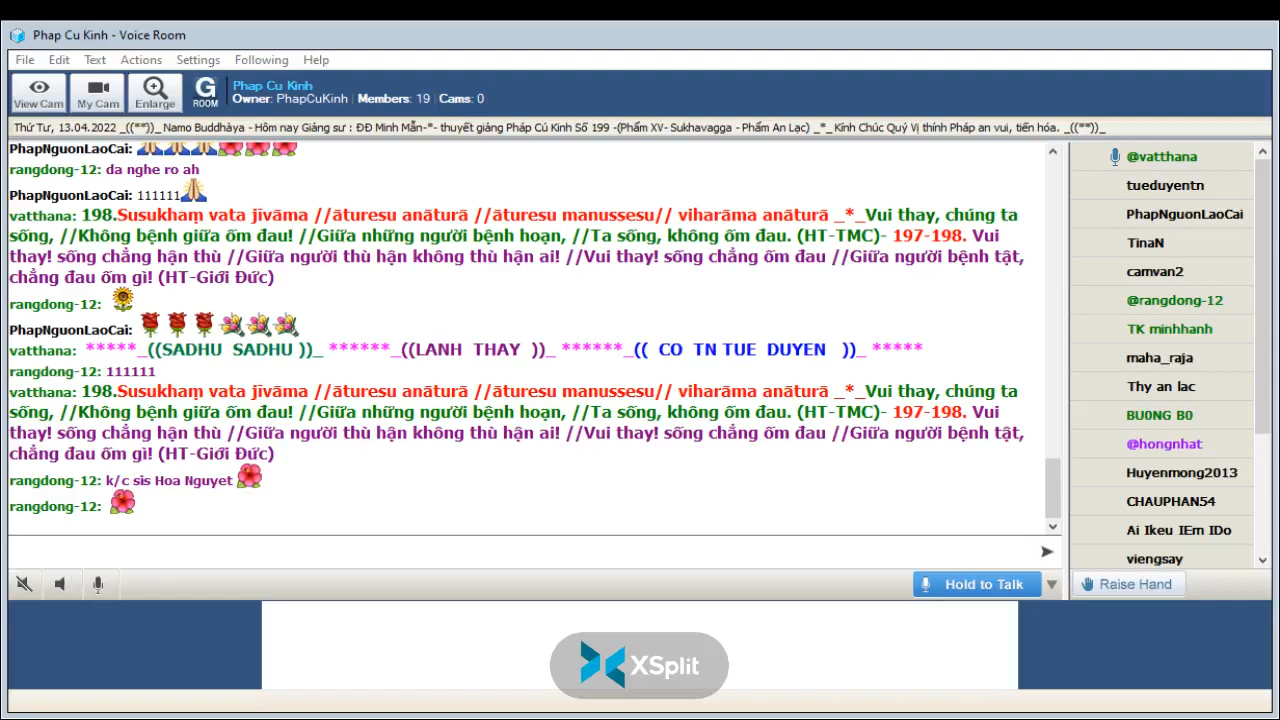 Phap Cu Kinh - Voice Room
File Edit Text Actions Settings Following Help
View Cam My Cam Enlarge G ROOM
Phap Cu Kinh
Owner: PhapCuKinh | Members: 19 | Cams: 0
Thứ Tư, 13.04.2022 _((**))_ Namo Buddhàya - Hôm nay Giảng sư : ĐĐ Minh Mẫn-*- thuyết giảng Pháp Cú Kinh Số 199 -(Phẩm XV- Sukhavagga - Phẩm An Lạc) _*_ Kính Chúc Quý Vị thính Pháp an vui, tiến hóa. _((**))_
PhapNguonLaoCai:
rangdong-12: da nghe ro ah
PhapNguonLaoCai: 111111
vatthana: 198.Susukhaṃ vata jīvāma //āturesu anāturā //āturesu manussesu// viharāma anāturā _*_Vui thay, chúng ta
sống, //Không bệnh giữa ốm đau! //Giữa những người bệnh hoạn, //Ta sống, không ốm đau. (HT-TMC)- 197-198. Vui
thay! sống chẳng hận thù //Giữa người thù hận không thù hận ai! //Vui thay! sống chẳng ốm đau //Giữa người bệnh tật,
chẳng đau ốm gì! (HT-Giới Đức)
rangdong-12:
PhapNguonLaoCai:
vatthana: *****_((SADHU SADHU ))_ ******_((LANH THAY ))_ ******_(( CO TN TUE DUYEN ))_ *****
rangdong-12: 111111
vatthana: 198.Susukhaṃ vata jīvāma //āturesu anāturā //āturesu manussesu// viharāma anāturā _*_Vui thay, chúng ta
sống, //Không bệnh giữa ốm đau! //Giữa những người bệnh hoạn, //Ta sống, không ốm đau. (HT-TMC)- 197-198. Vui
thay! sống chẳng hận thù //Giữa người thù hận không thù hận ai! //Vui thay! sống chẳng ốm đau //Giữa người bệnh tật,
chẳng đau ốm gì! (HT-Giới Đức)
rangdong-12: k/c sis Hoa Nguyet
rangdong-12:
@vatthana
tueduyentn
PhapNguonLaoCai
TinaN
camvan2
@rangdong-12
TK minhhanh
maha_raja
Thy an lac
BU0NG B0
@hongnhat
Huyenmong2013
CHAUPHAN54
Ai Ikeu IEm IDo
viengsay
Hold to Talk
Raise Hand
XSplit